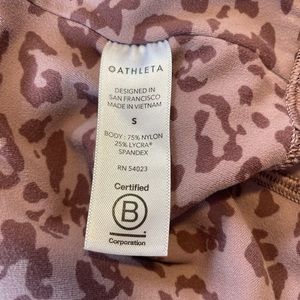 ATHLETA
DESIGNED IN
SAN FRANCISCO
MADE IN VIETNAM
S
BODY: 75% NYLON
25% LYCRA®
SPANDEX
RN 54023
Certified
B
Corporation